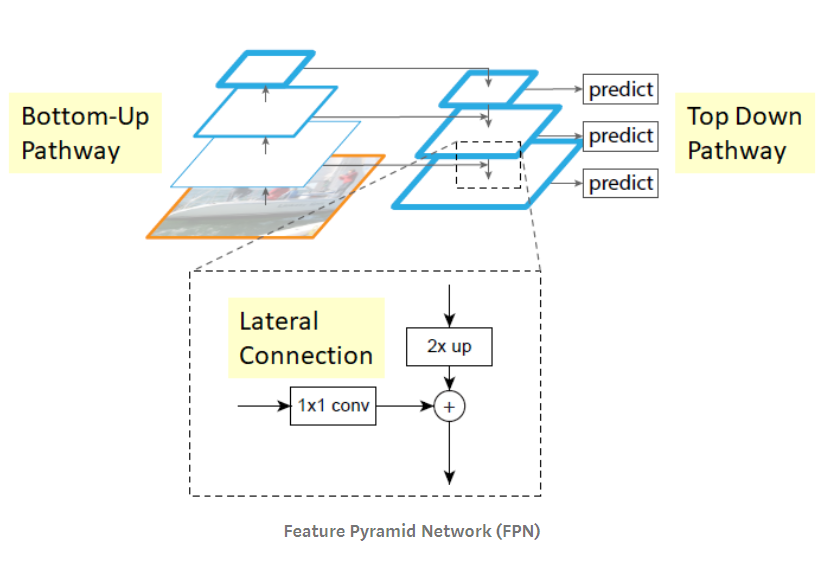 Bottom-Up
Pathway
predict
predict
predict
Top Down
Pathway
Lateral
Connection
2x up
1x1 conv
+
Feature Pyramid Network (FPN)